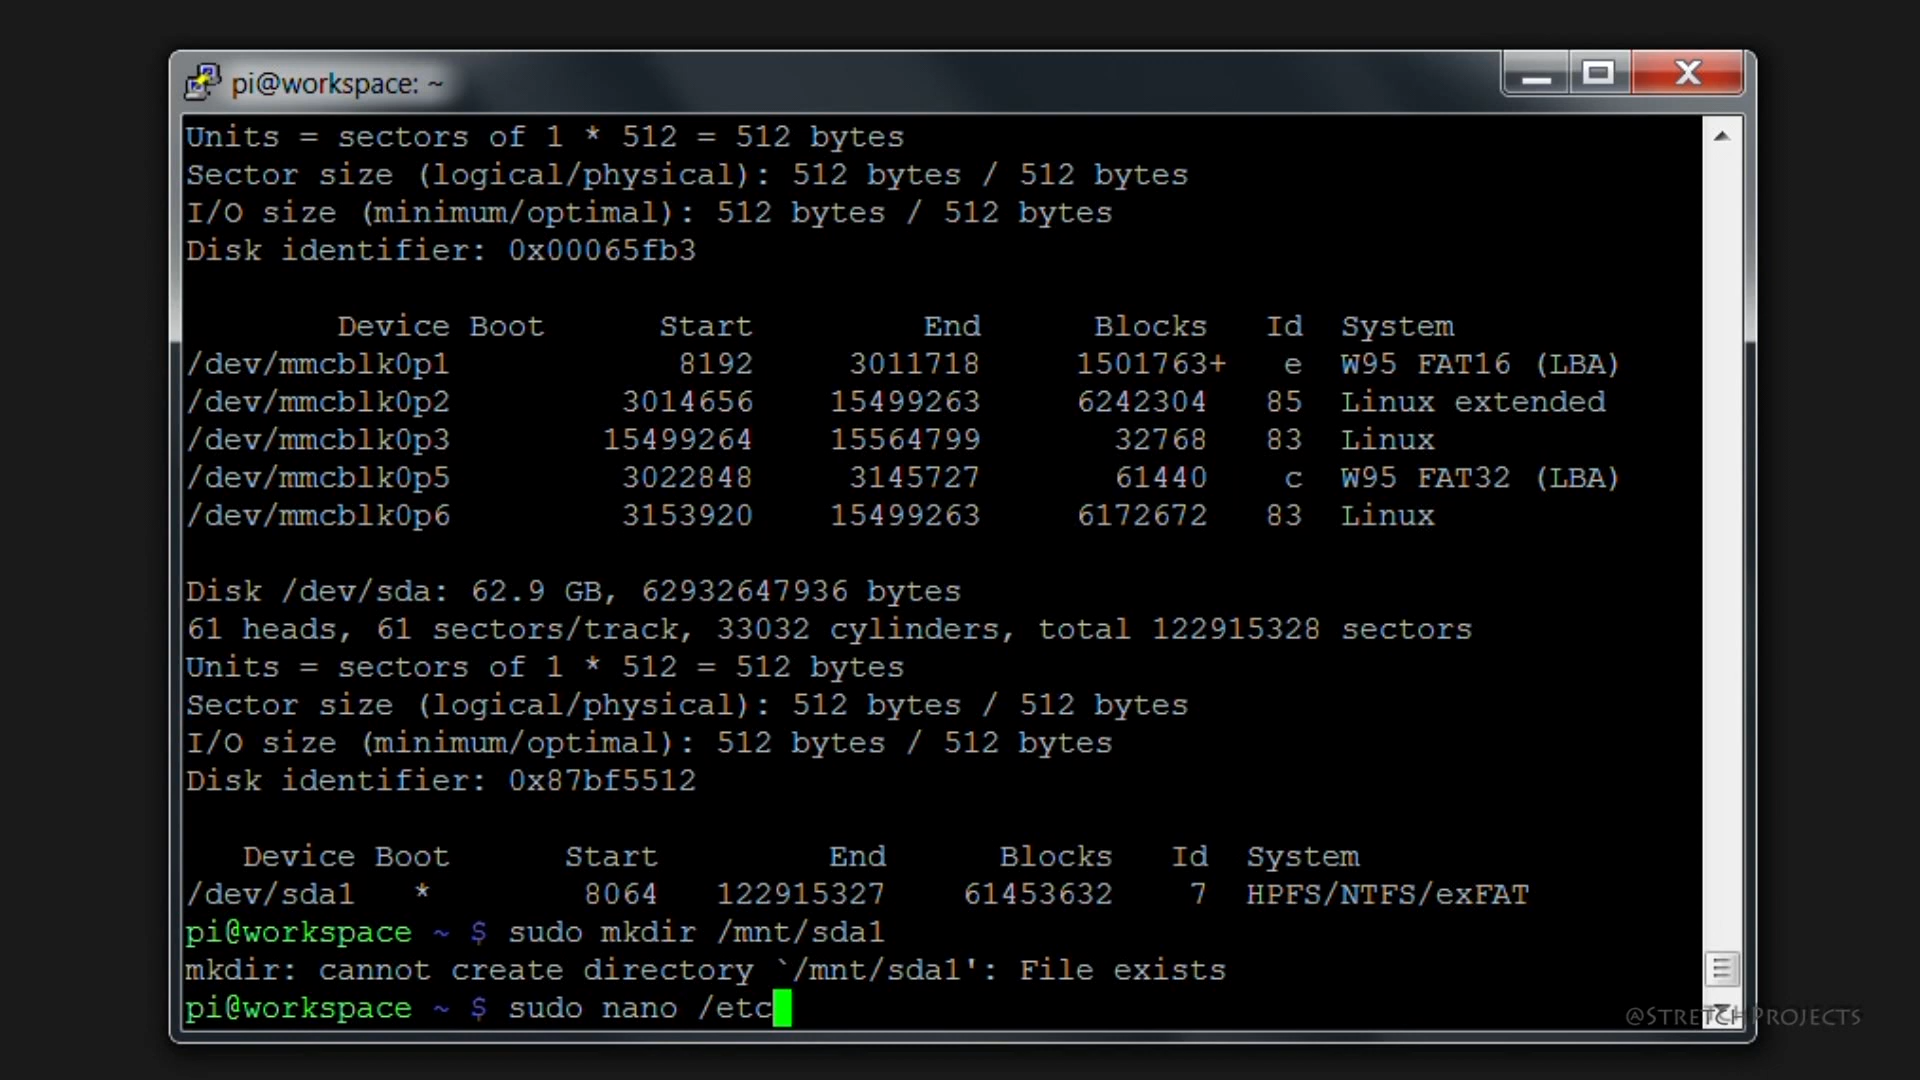 pi@workspace: ~
Units = sectors of 1 * 512 = 512 bytes
Sector size (logical/physical): 512 bytes / 512 bytes
I/O size (minimum/optimal): 512 bytes / 512 bytes
Disk identifier: 0x00065fb3
Device Boot Start End Blocks Id System
/dev/mmcblk0p1 8192 3011718 1501763+ e W95 FAT16 (LBA)
/dev/mmcblk0p2 3014656 15499263 6242304 85 Linux extended
/dev/mmcblk0p3 15499264 15564799 32768 83 Linux
/dev/mmcblk0p5 3022848 3145727 61440 c W95 FAT32 (LBA)
/dev/mmcblk0p6 3153920 15499263 6172672 83 Linux
Disk /dev/sda: 62.9 GB, 62932647936 bytes
61 heads, 61 sectors/track, 33032 cylinders, total 122915328 sectors
Units = sectors of 1 * 512 = 512 bytes
Sector size (logical/physical): 512 bytes / 512 bytes
I/O size (minimum/optimal): 512 bytes / 512 bytes
Disk identifier: 0x87bf5512
Device Boot Start End Blocks Id System
/dev/sda1 * 8064 122915327 61453632 7 HPFS/NTFS/exFAT
pi@workspace ~ $ sudo mkdir /mnt/sda1
mkdir: cannot create directory `/mnt/sda1': File exists
pi@workspace ~ $ sudo nano /etc
@StretchProjects